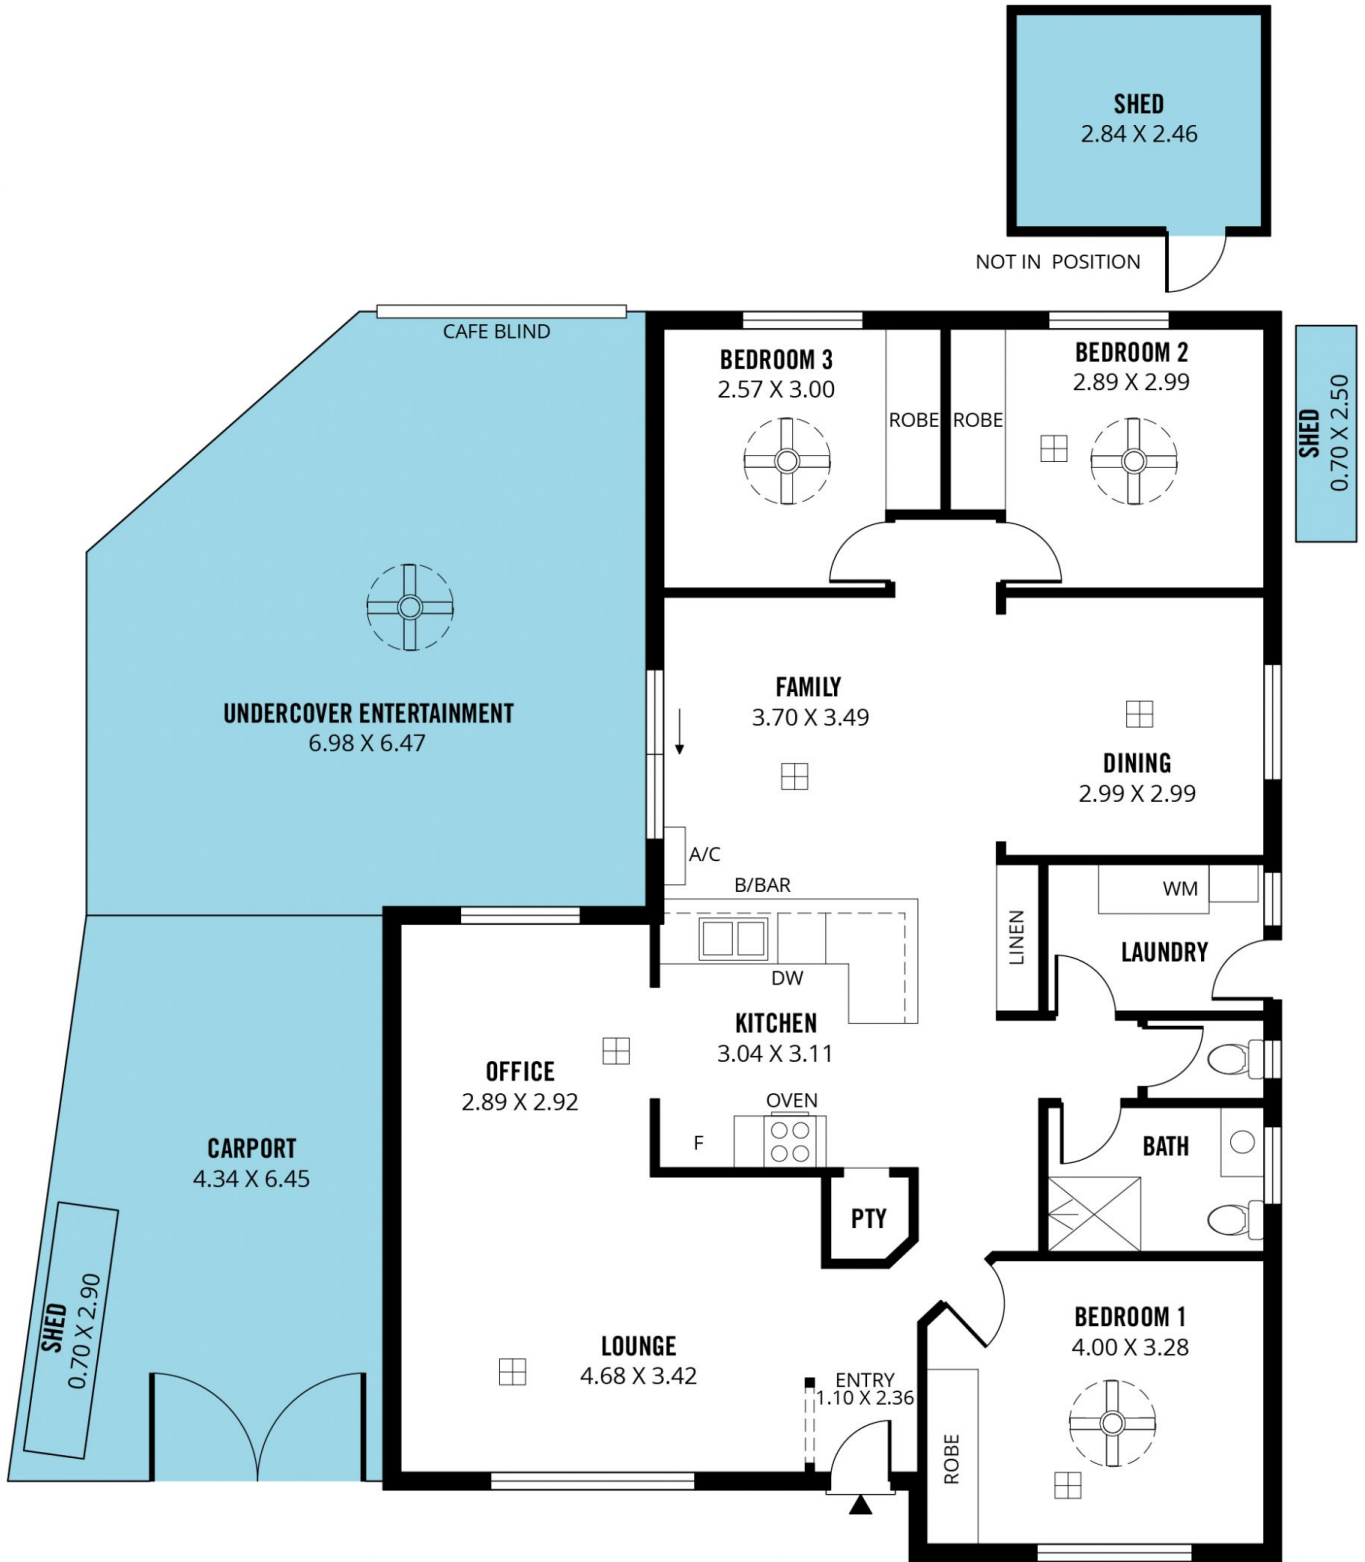 SHED
2.84 X 2.46
NOT IN POSITION
CAFE BLIND
BEDROOM 3
2.57 X 3.00
ROBE
ROBE
BEDROOM 2
2.89 X 2.99
SHED
0.70 X 2.50
UNDERCOVER ENTERTAINMENT
6.98 X 6.47
FAMILY
3.70 X 3.49
DINING
2.99 X 2.99
A/C
B/BAR
WM
LINEN
LAUNDRY
DW
KITCHEN
3.04 X 3.11
OFFICE
2.89 X 2.92
OVEN
F
CARPORT
4.34 X 6.45
BATH
PTY
SHED
0.70 X 2.90
LOUNGE
4.68 X 3.42
ENTRY
1.10 X 2.36
BEDROOM 1
4.00 X 3.28
ROBE